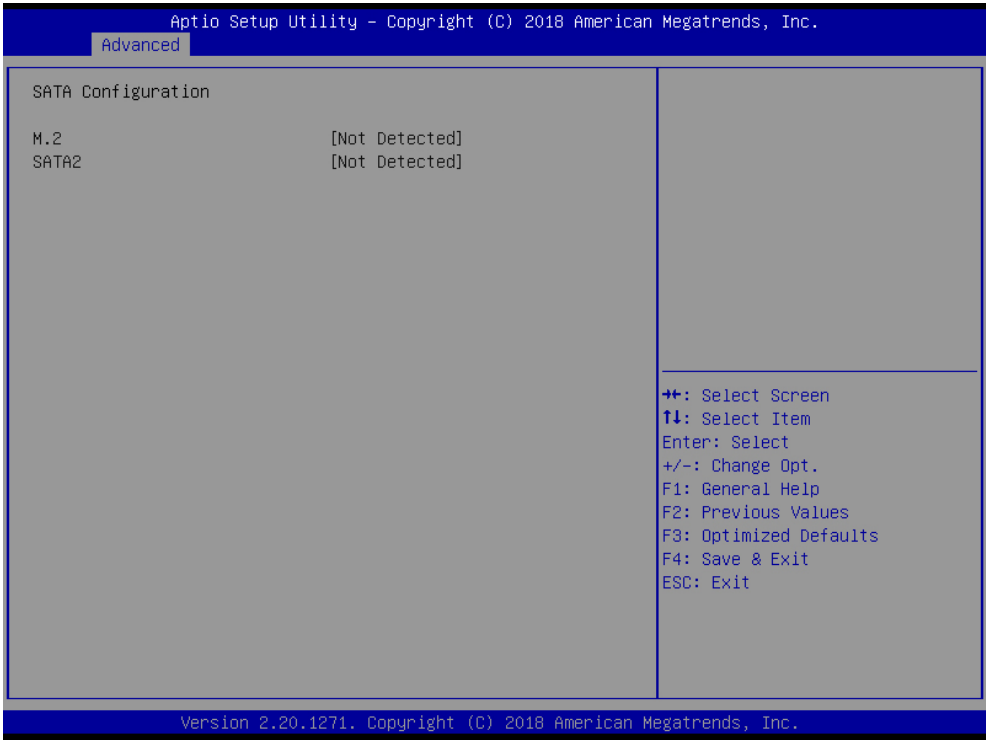 Aptio Setup Utility – Copyright (C) 2018 American Megatrends, Inc.
Advanced
SATA Configuration
M.2 [Not Detected]
SATA2 [Not Detected]
→←: Select Screen
↑↓: Select Item
Enter: Select
+/-: Change Opt.
F1: General Help
F2: Previous Values
F3: Optimized Defaults
F4: Save & Exit
ESC: Exit
Version 2.20.1271. Copyright (C) 2018 American Megatrends, Inc.